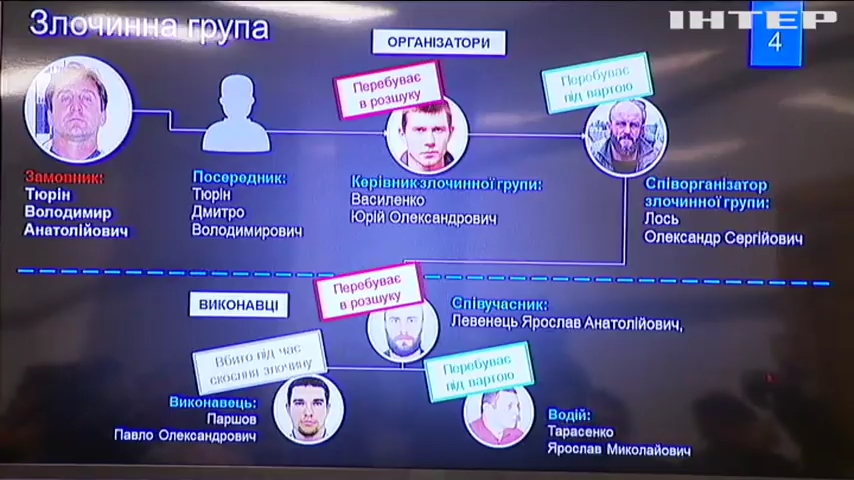 Злочинна група
ІНТЕР
4
ОРГАНІЗАТОРИ
Перебуває
в розшуку
Перебуває
під вартою
Замовник:
Тюрін
Володимир
Анатолійович
Посередник:
Тюрін
Дмитро
Володимирович
Керівник злочинної групи:
Василенко
Юрій Олександрович
Співорганізатор
злочинної групи:
Лось
Олександр Сергійович
ВИКОНАВЦІ
Перебуває
в розшуку
Співучасник:
Левенець Ярослав Анатолійович,
Вбито під час
скоєння злочину
Перебуває
під вартою
Виконавець:
Паршов
Павло Олександрович
Водій:
Тарасенко
Ярослав Миколайович